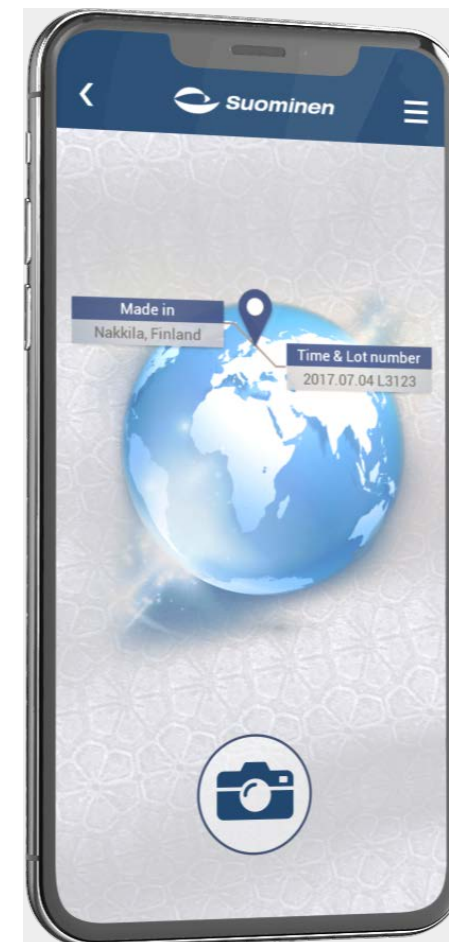 Suominen
Made in
Nakkila, Finland
Time & Lot number
2017.07.04 L3123